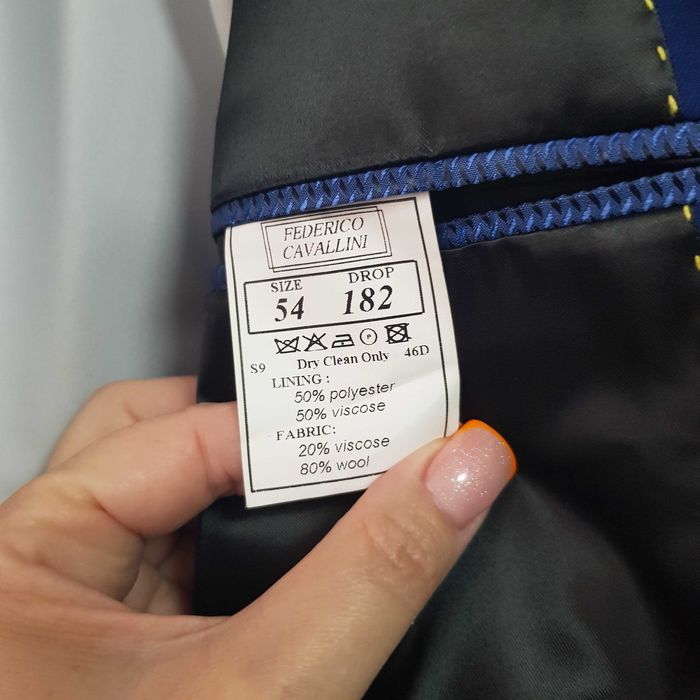 FEDERICO
CAVALLINI
SIZE DROP
54 182
P
S9 Dry Clean Only 46D
LINING :
50% polyester
50% viscose
FABRIC:
20% viscose
80% wool